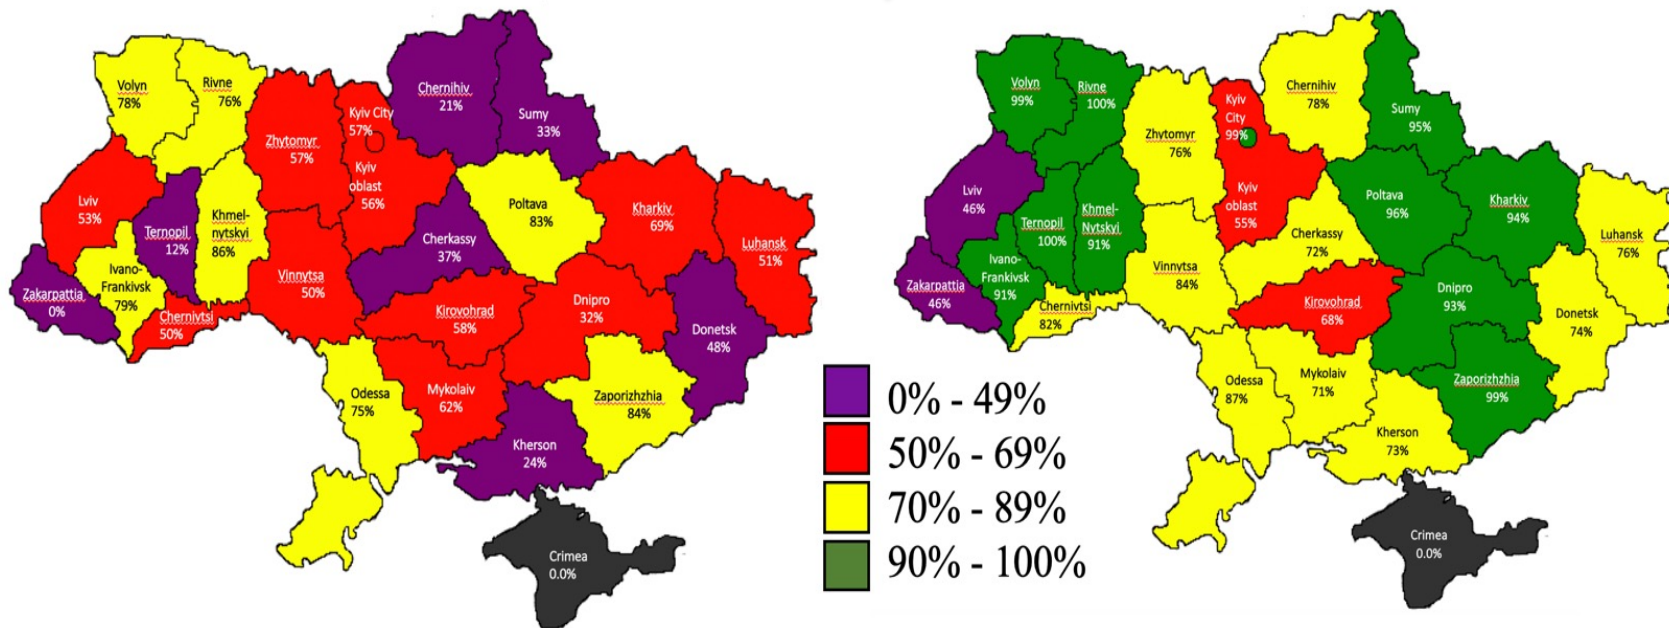 Volyn
78%
Rivne
76%
Zhytomyr
57%
Kyiv City
57%
Kyiv
oblast
56%
Chernihiv
21%
Sumy
33%
Lviv
53%
Ternopil
12%
Khmel-
nytskyi
86%
Ivano-
Frankivsk
79%
Zakarpattia
0%
Chernivtsi
50%
Vinnytsa
50%
Cherkassy
37%
Poltava
83%
Kharkiv
69%
Luhansk
51%
Kirovohrad
58%
Dnipro
32%
Donetsk
48%
Odessa
75%
Mykolaiv
62%
Zaporizhzhia
84%
Kherson
24%
Crimea
0.0%
0% - 49%
50% - 69%
70% - 89%
90% - 100%
Volyn
99%
Rivne
100%
Zhytomyr
76%
Kyiv
City
99%
Kyiv
oblast
55%
Chernihiv
78%
Sumy
95%
Lviv
46%
Ternopil
100%
Khmel-
Nytskyi
91%
Ivano-
Frankivsk
91%
Zakarpattia
46%
Chernivtsi
82%
Vinnytsa
84%
Cherkassy
72%
Poltava
96%
Kharkiv
94%
Luhansk
76%
Kirovohrad
68%
Dnipro
93%
Donetsk
74%
Odessa
87%
Mykolaiv
71%
Zaporizhzhia
99%
Kherson
73%
Crimea
0.0%